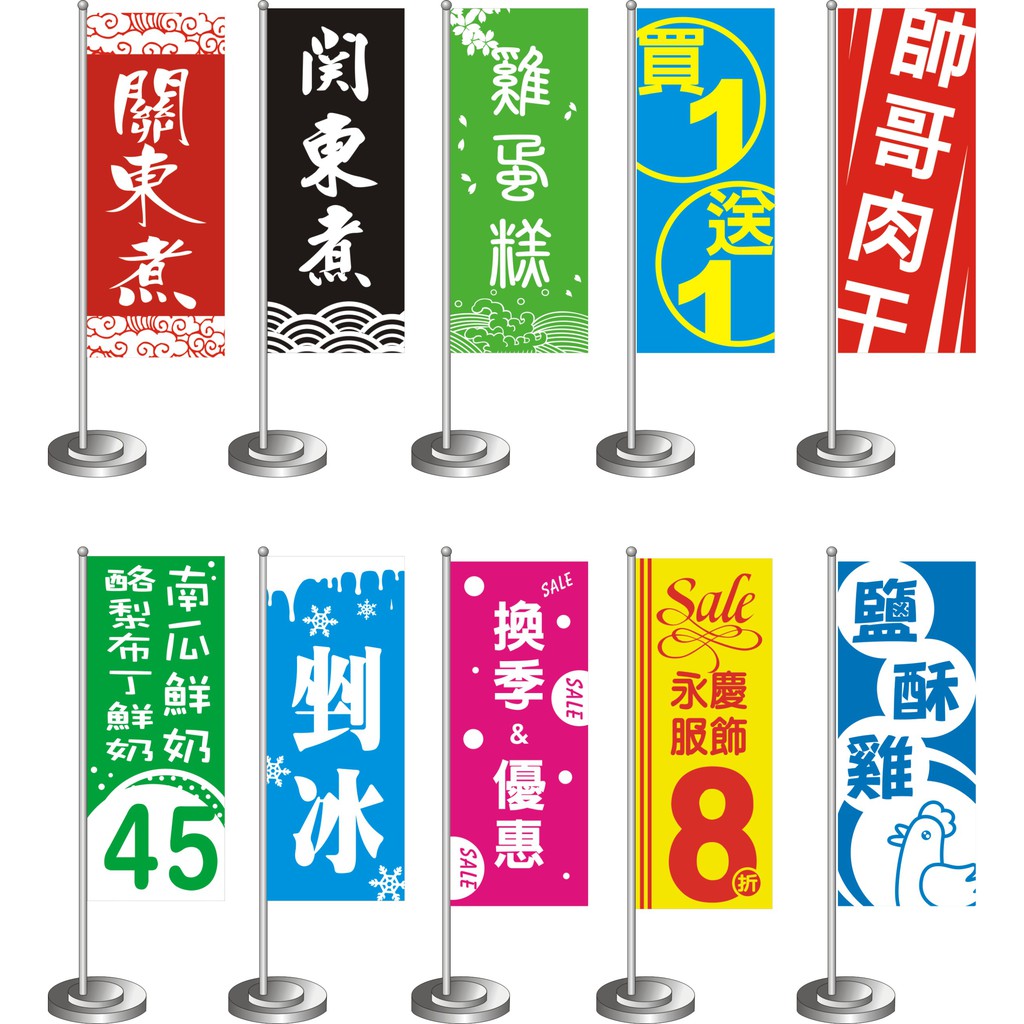 關東煮
関東煮
雞蛋糕
買1
送1
帥哥肉干
南瓜鮮奶
酪梨布丁鮮奶
45
剉冰
SALE
換季&優惠
SALE
SALE
Sale
永慶
服飾
8折
鹽酥雞